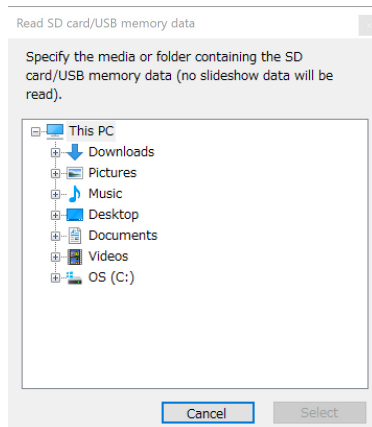 Read SD card/USB memory data
Specify the media or folder containing the SD
card/USB memory data (no slideshow data will be
read).
This PC
Downloads
Pictures
Music
Desktop
Documents
Videos
OS (C:)
Cancel
Select